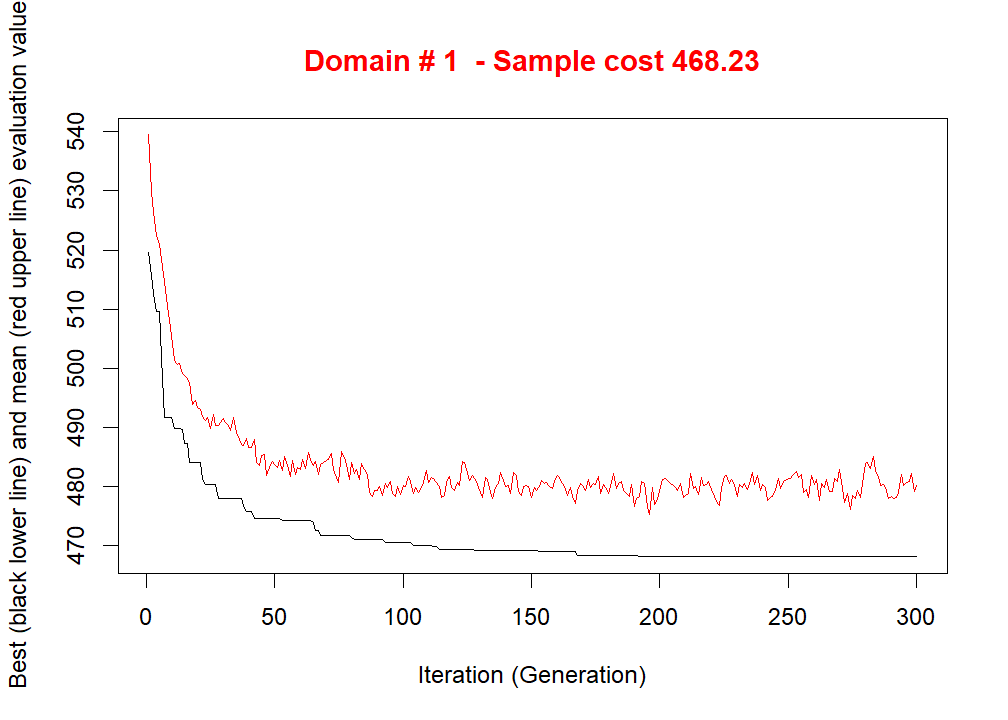 Domain # 1  - Sample cost 468.23
Best (black lower line) and mean (red upper line) evaluation value
540
530
520
510
500
490
480
470
0 50 100 150 200 250 300
Iteration (Generation)